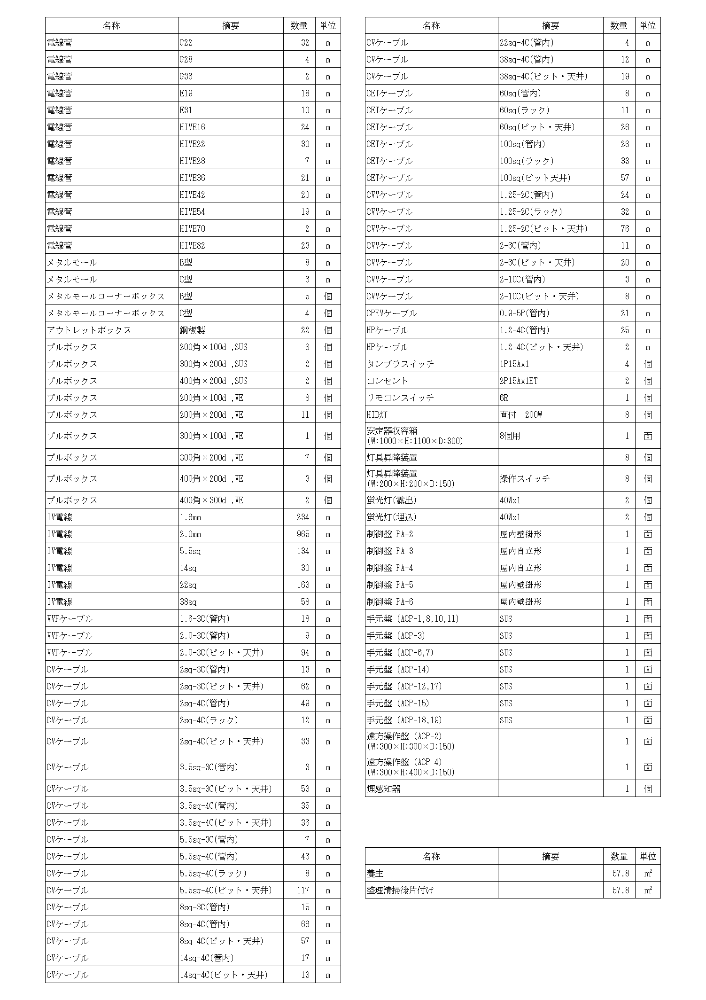 名称 摘要 数量 単位
電線管 G22 32 m
電線管 G28 4 m
電線管 G36 2 m
電線管 E19 18 m
電線管 E31 10 m
電線管 HIVE16 24 m
電線管 HIVE22 30 m
電線管 HIVE28 7 m
電線管 HIVE36 21 m
電線管 HIVE42 20 m
電線管 HIVE54 19 m
電線管 HIVE70 2 m
電線管 HIVE82 23 m
メタルモール B型 8 m
メタルモール C型 6 m
メタルモールコーナーボックス B型 5 個
メタルモールコーナーボックス C型 4 個
アウトレットボックス 鋼板製 22 個
プルボックス 200角×100d ,SUS 8 個
プルボックス 300角×200d ,SUS 2 個
プルボックス 400角×200d ,SUS 2 個
プルボックス 200角×100d ,VE 8 個
プルボックス 200角×200d ,VE 11 個
プルボックス 300角×100d ,VE 1 個
プルボックス 300角×200d ,VE 7 個
プルボックス 400角×200d ,VE 3 個
プルボックス 400角×300d ,VE 2 個
IV電線 1.6mm 234 m
IV電線 2.0mm 965 m
IV電線 5.5sq 134 m
IV電線 14sq 30 m
IV電線 22sq 163 m
IV電線 38sq 58 m
VVFケーブル 1.6-3C(管内) 18 m
VVFケーブル 2.0-3C(管内) 9 m
VVFケーブル 2.0-3C(ピット・天井) 94 m
CVケーブル 2sq-3C(管内) 13 m
CVケーブル 2sq-3C(ピット・天井) 62 m
CVケーブル 2sq-4C(管内) 49 m
CVケーブル 2sq-4C(ラック) 12 m
CVケーブル 2sq-4C(ピット・天井) 33 m
CVケーブル 3.5sq-3C(管内) 3 m
CVケーブル 3.5sq-3C(ピット・天井) 53 m
CVケーブル 3.5sq-4C(管内) 35 m
CVケーブル 3.5sq-4C(ピット・天井) 36 m
CVケーブル 5.5sq-3C(管内) 7 m
CVケーブル 5.5sq-4C(管内) 46 m
CVケーブル 5.5sq-4C(ラック) 8 m
CVケーブル 5.5sq-4C(ピット・天井) 117 m
CVケーブル 8sq-3C(管内) 15 m
CVケーブル 8sq-4C(管内) 66 m
CVケーブル 8sq-4C(ピット・天井) 57 m
CVケーブル 14sq-4C(管内) 17 m
CVケーブル 14sq-4C(ピット・天井) 13 m
名称 摘要 数量 単位
CVケーブル 22sq-4C(管内) 4 m
CVケーブル 38sq-4C(管内) 12 m
CVケーブル 38sq-4C(ピット・天井) 19 m
CETケーブル 60sq(管内) 8 m
CETケーブル 60sq(ラック) 11 m
CETケーブル 60sq(ピット・天井) 26 m
CETケーブル 100sq(管内) 28 m
CETケーブル 100sq(ラック) 33 m
CETケーブル 100sq(ピット天井) 57 m
CVVケーブル 1.25-2C(管内) 24 m
CVVケーブル 1.25-2C(ラック) 32 m
CVVケーブル 1.25-2C(ピット・天井) 76 m
CVVケーブル 2-6C(管内) 11 m
CVVケーブル 2-6C(ピット・天井) 20 m
CVVケーブル 2-10C(管内) 3 m
CVVケーブル 2-10C(ピット・天井) 8 m
CPEVケーブル 0.9-5P(管内) 21 m
HPケーブル 1.2-4C(管内) 25 m
HPケーブル 1.2-4C(ピット・天井) 2 m
タンブラスイッチ 1P15Ax1 4 個
コンセント 2P15Ax1ET 2 個
リモコンスイッチ 6R 1 個
HID灯 直付 200W 8 個
安定器収容箱
(W:1000×H:1100×D:300) 8個用 1 面
灯具昇降装置 8 個
灯具昇降装置
(W:200×H:200×D:150) 操作スイッチ 8 個
蛍光灯(露出) 40Wx1 2 個
蛍光灯(埋込) 40Wx1 2 個
制御盤 PA-2 屋内壁掛形 1 面
制御盤 PA-3 屋内自立形 1 面
制御盤 PA-4 屋内自立形 1 面
制御盤 PA-5 屋内壁掛形 1 面
制御盤 PA-6 屋内壁掛形 1 面
手元盤 (ACP-1,8,10,11) SUS 1 面
手元盤 (ACP-3) SUS 1 面
手元盤 (ACP-6,7) SUS 1 面
手元盤 (ACP-14) SUS 1 面
手元盤 (ACP-12,17) SUS 1 面
手元盤 (ACP-15) SUS 1 面
手元盤 (ACP-18,19) SUS 1 面
遠方操作盤 (ACP-2)
(W:300×H:300×D:150) 1 面
遠方操作盤 (ACP-4)
(W:300×H:400×D:150) 1 面
煙感知器 1 個
名称 摘要 数量 単位
養生 57.8 ㎡
整理清掃後片付け 57.8 ㎡